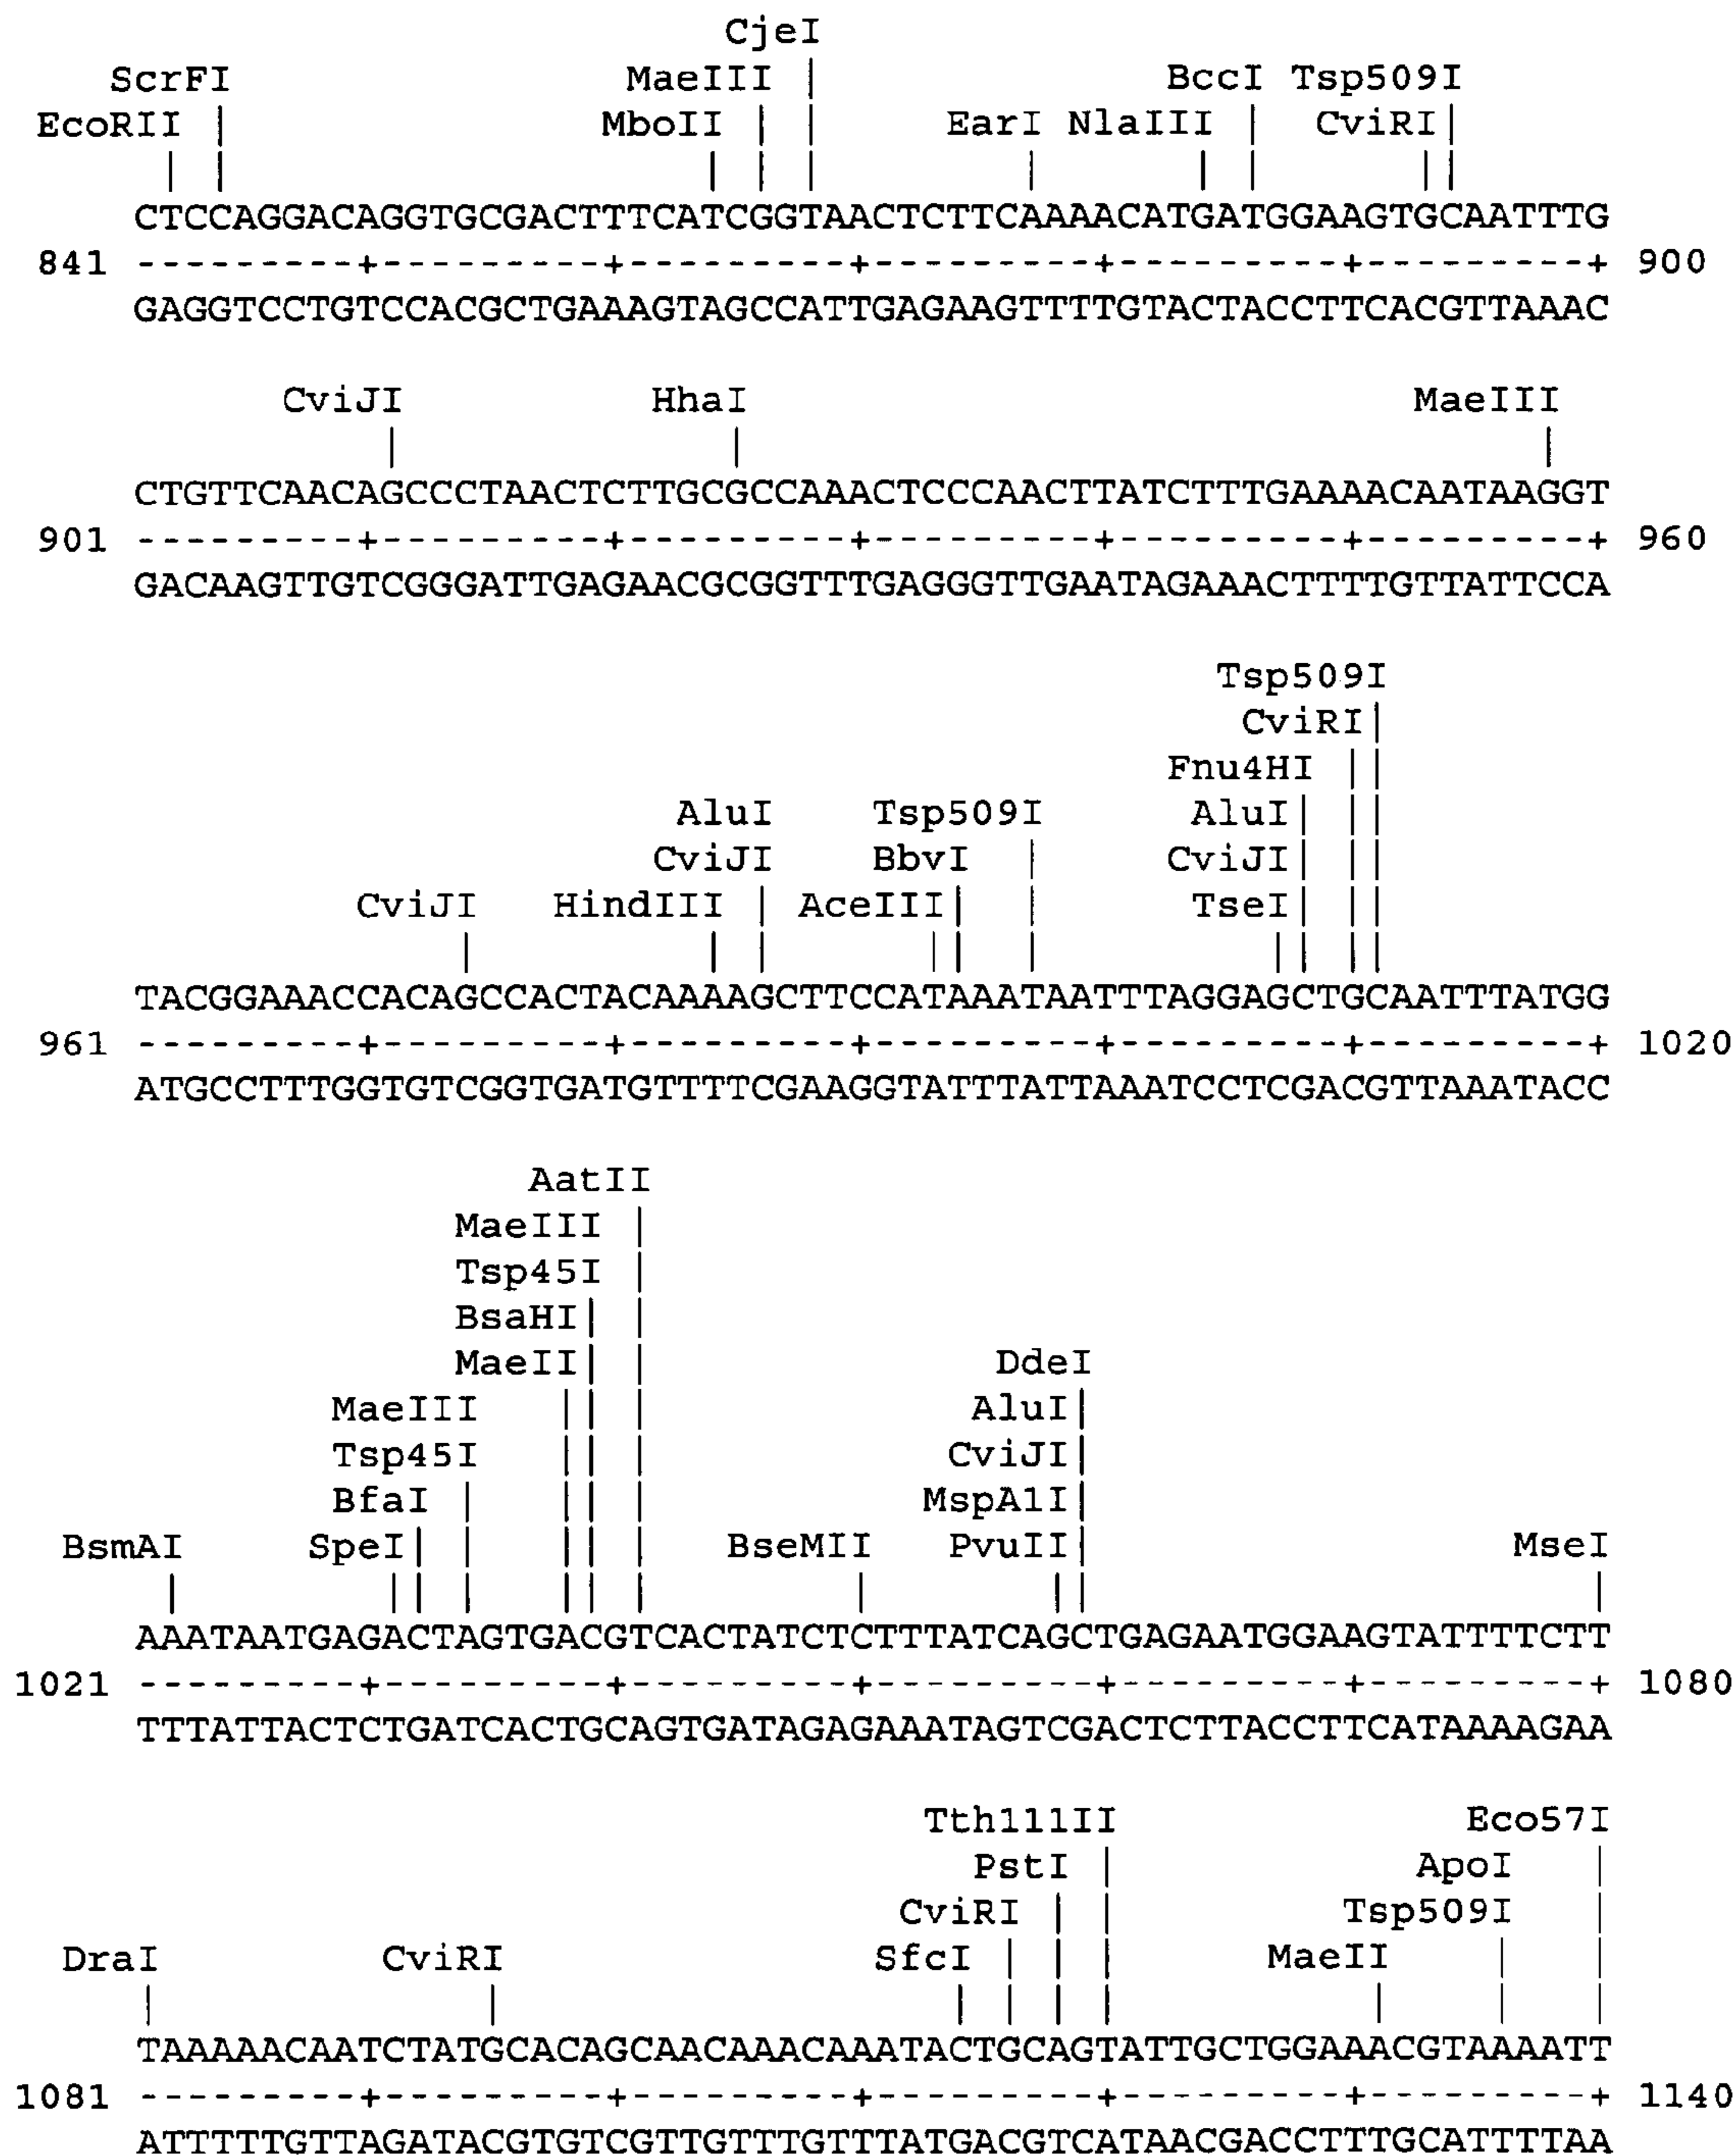 CjeI
ScrFI MaeIII BccI Tsp509I
EcoRII MboII EarI NlaIII CviRI
CTCCAGGACAGGTGCGACTTTCATCGGTAACTCTTCAAAACATGATGGAAGTGCAATTTG
841 ---------+---------+---------+---------+---------+---------+ 900
GAGGTCCTGTCCACGCTGAAAGTAGCCATTGAGAAGTTTTGTACTACCTTCACGTTAAAC
CviJI HhaI MaeIII
CTGTTCAACAGCCCTAACTCTTGCGCCAAACTCCCAACTTATCTTTGAAAACAATAAGGT
901 ---------+---------+---------+---------+---------+---------+ 960
GACAAGTTGTCGGGATTGAGAACGCGGTTTGAGGGTTGAATAGAAACTTTTGTTATTCCA
Tsp509I
CviRI
Fnu4HI
AluI Tsp509I AluI
CviJI BbvI CviJI
CviJI HindIII AceIII TseI
TACGGAAACCACAGCCACTACAAAAGCTTCCATAAATAATTTAGGAGCTGCAATTTATGG
961 ---------+---------+---------+---------+---------+---------+ 1020
ATGCCTTTGGTGTCGGTGATGTTTTCGAAGGTATTTATTAAATCCTCGACGTTAAATACC
AatII
MaeIII
Tsp45I
BsaHI
MaeII DdeI
MaeIII AluI
Tsp45I CviJI
BfaI MspA1I
BsmAI SpeI BseMII PvuII MseI
AAATAATGAGACTAGTGACGTCACTATCTCTTTATCAGCTGAGAATGGAAGTATTTTCTT
1021 ---------+---------+---------+---------+---------+---------+ 1080
TTTATTACTCTGATCACTGCAGTGATAGAGAAATAGTCGACTCTTACCTTCATAAAAGAA
Tth111II Eco57I
PstI ApoI
CviRI Tsp509I
DraI CviRI SfcI MaeII
TAAAAACAATCTATGCACAGCAACAAACAAATACTGCAGTATTGCTGGAAACGTAAAATT
1081 ---------+---------+---------+---------+---------+---------+ 1140
ATTTTTGTTAGATACGTGTCGTTGTTTGTTTATGACGTCATAACGACCTTTGCATTTTAA